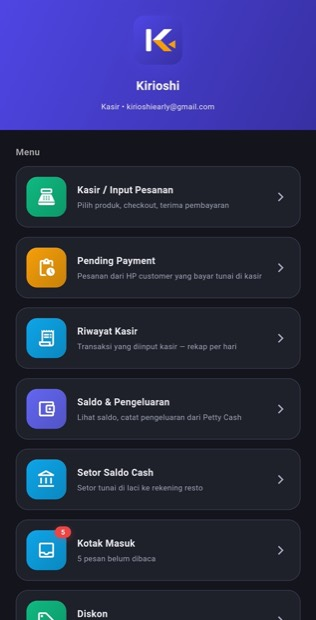 Kirioshi
Kasir • kirioshiearly@gmail.com
Menu
Kasir / Input Pesanan
Pilih produk, checkout, terima pembayaran
Pending Payment
Pesanan dari HP customer yang bayar tunai di kasir
Riwayat Kasir
Transaksi yang diinput kasir — rekap per hari
Saldo & Pengeluaran
Lihat saldo, catat pengeluaran dari Petty Cash
Setor Saldo Cash
Setor tunai di laci ke rekening resto
5
Kotak Masuk
5 pesan belum dibaca
Diskon